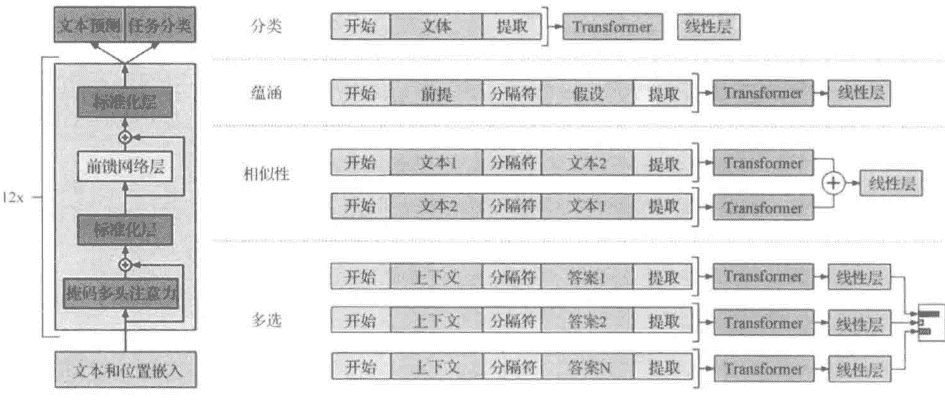 文本预测 任务分类
12x
标准化层
前馈网络层
标准化层
掩码多头注意力
文本和位置嵌入
分类 开始 文体 提取 Transformer 线性层
蕴涵 开始 前提 分隔符 假设 提取 Transformer 线性层
相似性
开始 文本1 分隔符 文本2 提取 Transformer
线性层
开始 文本2 分隔符 文本1 提取 Transformer
多选
开始 上下文 分隔符 答案1 提取 Transformer 线性层
开始 上下文 分隔符 答案2 提取 Transformer 线性层
开始 上下文 分隔符 答案N 提取 Transformer 线性层